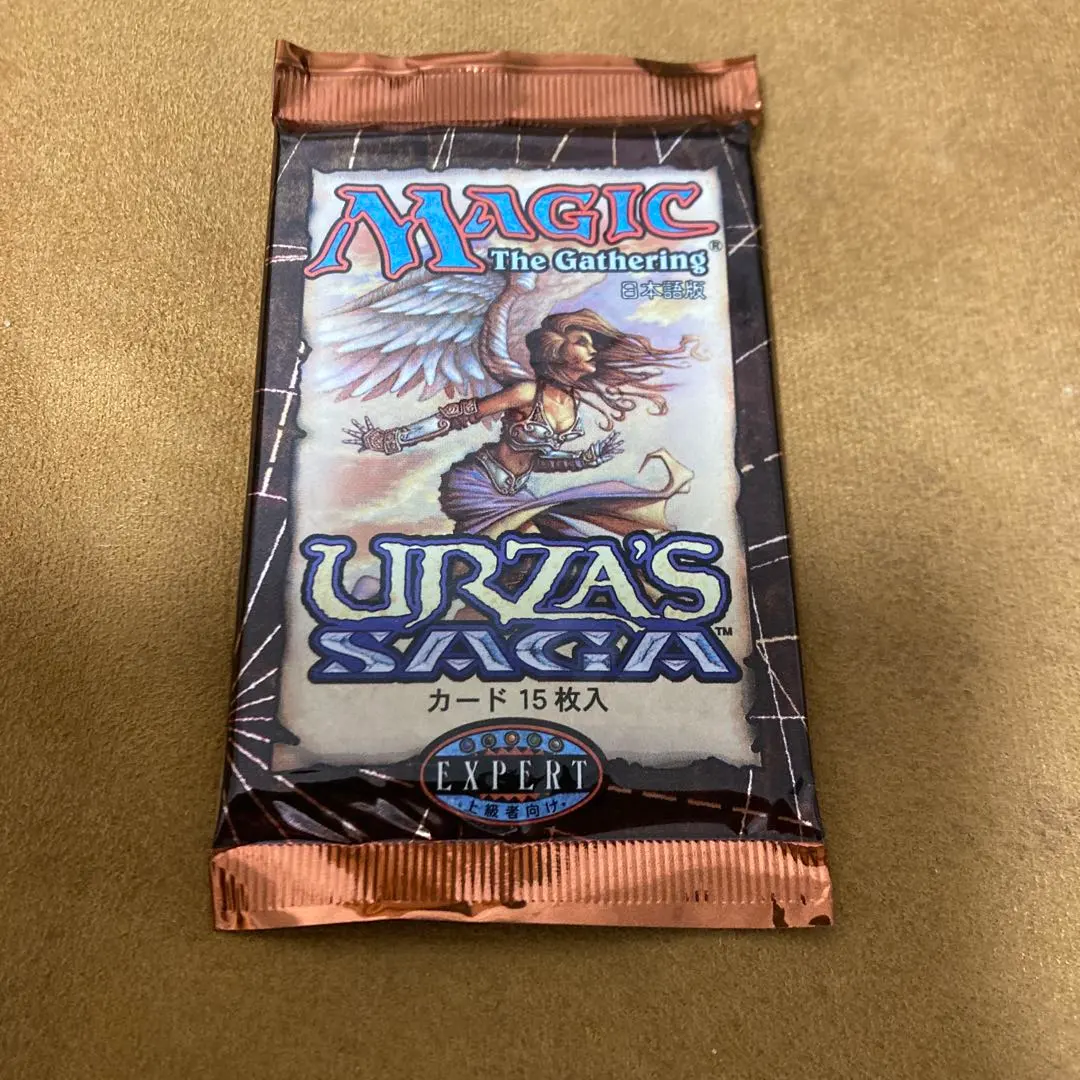 MAGIC
The Gathering®
日本語版
URZA'S
SAGA™
カード 15 枚入
EXPERT
上級者向け